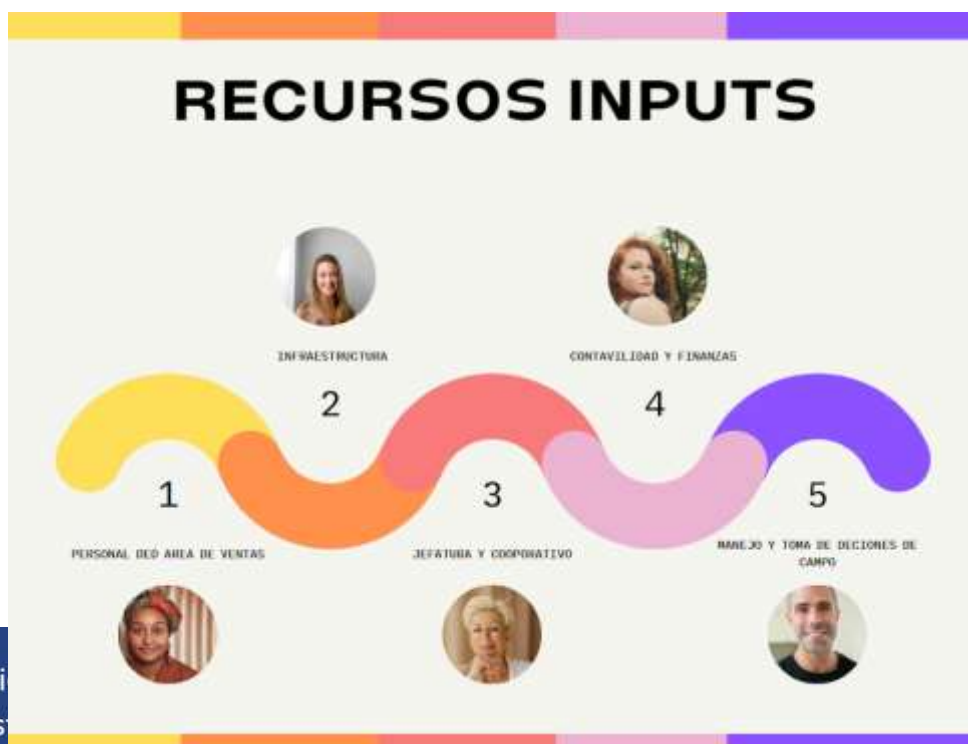 RECURSOS INPUTS
INFRAESTRUCTURA
CONTAVILIDAD Y FINANZAS
2
4
1
3
5
PERSONAL DED AREA DE VENTAS
JEFATURA Y COOPORATIVO
MANEJO Y TOMA DE DECIONES DE
CAMPO